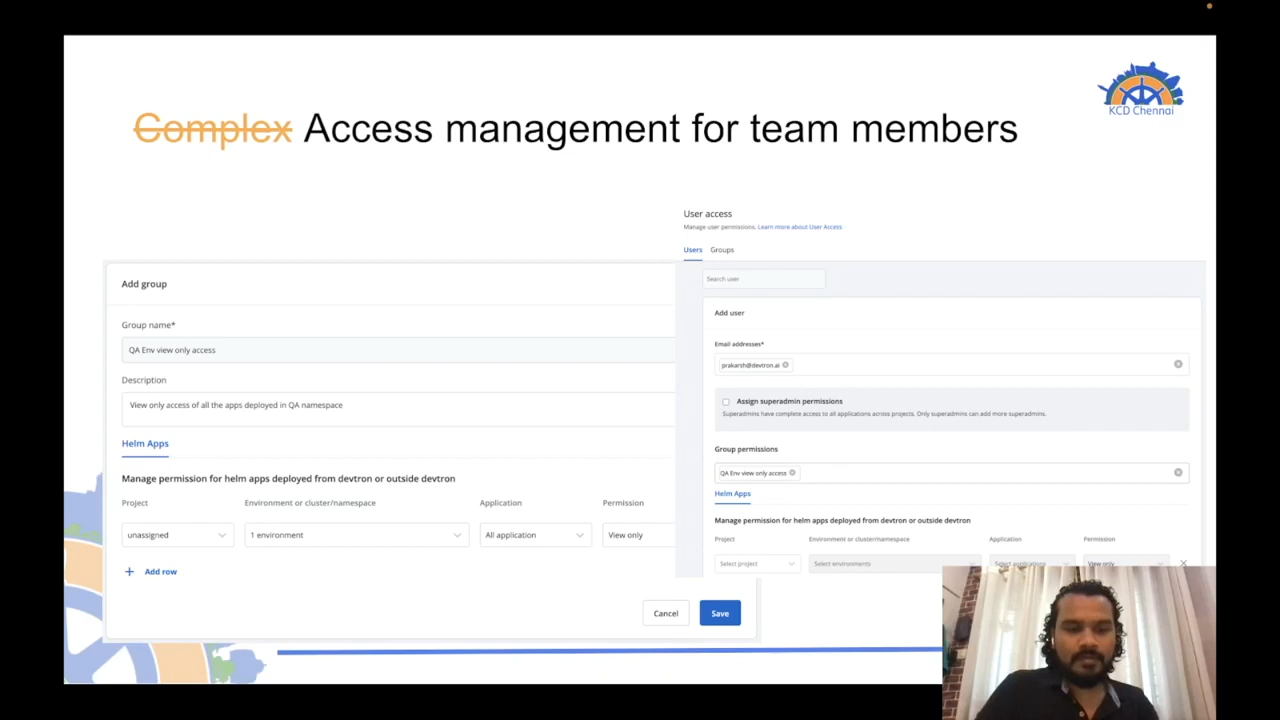 KCD Chennai
Complex Access management for team members
Add group
Group name*
QA Env view only access
Description
View only access of all the apps deployed in QA namespace
Helm Apps
Manage permission for helm apps deployed from devtron or outside devtron
Project Environment or cluster/namespace Application Permission
unassigned 1 environment All application View only
+ Add row
Cancel Save
User access
Manage user permissions. Learn more about User Access
Users Groups
Search user
Add user
Email addresses*
prakarsh@devtron.ai
Assign superadmin permissions
Superadmins have complete access to all applications across projects. Only superadmins can add more superadmins.
Group permissions
QA Env view only access
Helm Apps
Manage permission for helm apps deployed from devtron or outside devtron
Project Environment or cluster/namespace Application Permission
Select project Select environments Select applications View only